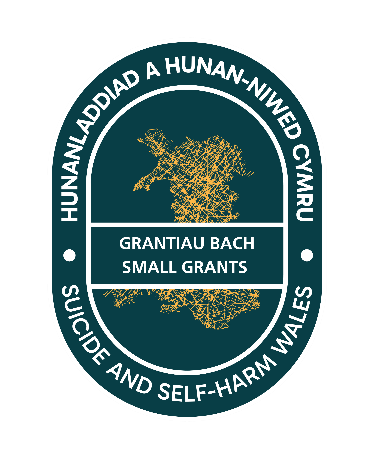 HUNANLADDIAD A HUNAN-NIWED CYMRU
GRANTIAU BACH
SMALL GRANTS
SUICIDE AND SELF-HARM WALES